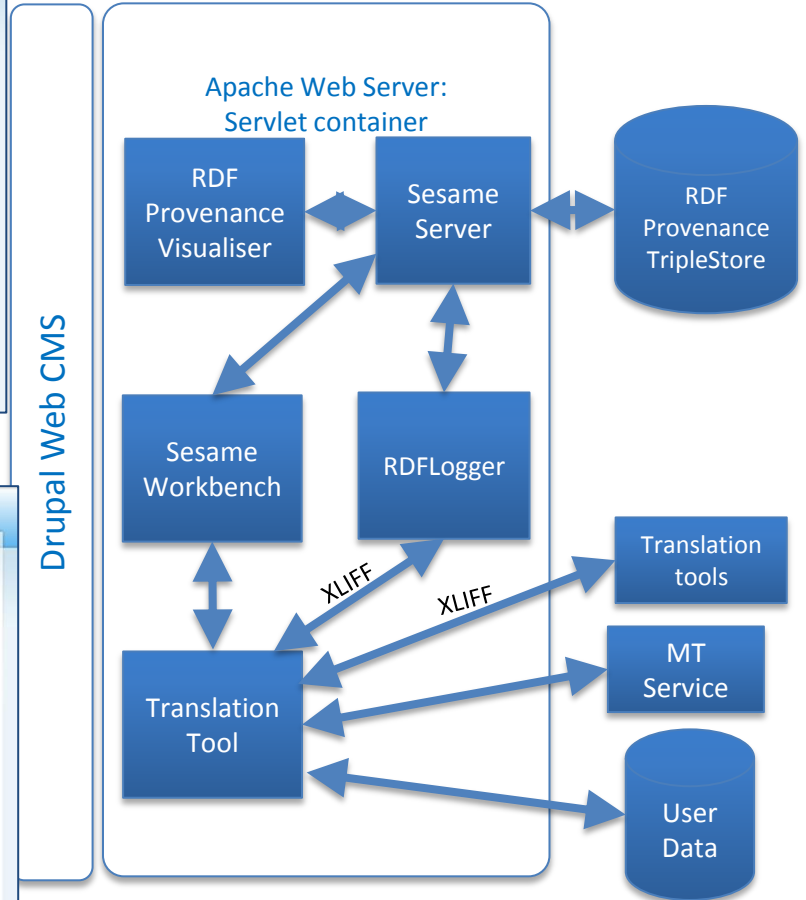 Drupal Web CMS
Apache Web Server:
Servlet container
RDF
Provenance
Visualiser
Sesame
Server
RDF
Provenance
TripleStore
Sesame
Workbench
RDFLogger
XLIFF
XLIFF
Translation
tools
MT
Service
Translation
Tool
User
Data